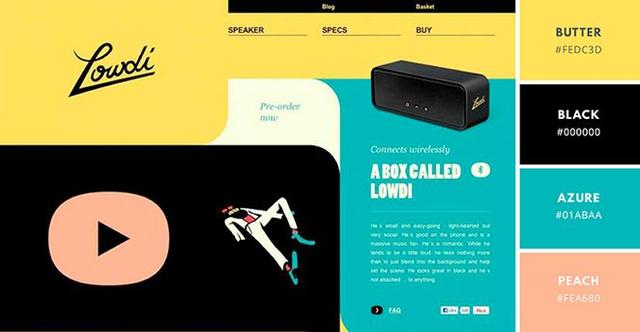 Blog Basket
SPEAKER SPECS BUY
Lowdi
Lowdi
Pre-order
now
Connects wirelessly
A BOX CALLED
LOWDI
He's small and easy-going - light-hearted but
very social. He's good on the phone and is a
massive music fan. He's a romantic. While he
tends to be a little loud, he likes nothing more
than to just blend into the background and help
set the scene. He looks great in black and he's
not attached ... to anything.
FAQ
Like
Pin it
BUTTER
#FEDC3D
BLACK
#000000
AZURE
#01ABAA
PEACH
#FEA680